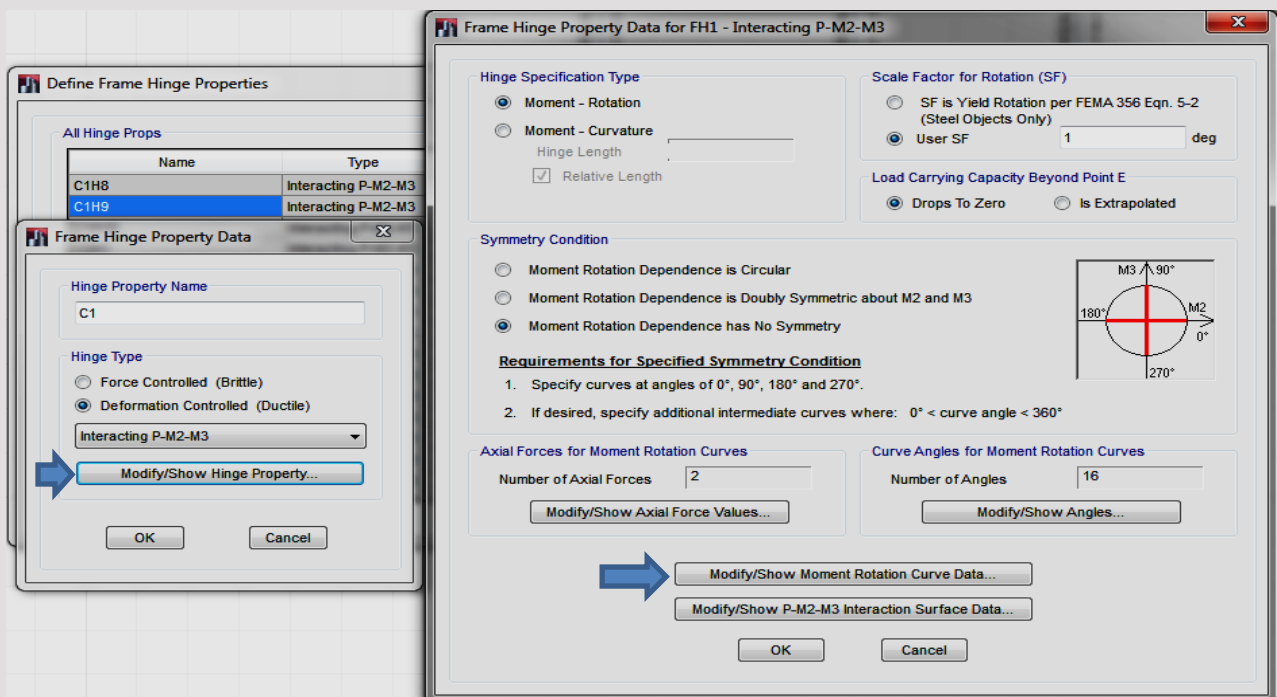 Define Frame Hinge Properties
All Hinge Props
Name Type
C1H8 Interacting P-M2-M3
C1H9 Interacting P-M2-M3
Frame Hinge Property Data
Hinge Property Name
C1
Hinge Type
Force Controlled (Brittle)
Deformation Controlled (Ductile)
Interacting P-M2-M3
Modify/Show Hinge Property...
OK Cancel
Frame Hinge Property Data for FH1 - Interacting P-M2-M3
Hinge Specification Type
Moment - Rotation
Moment - Curvature
Hinge Length
Relative Length
Scale Factor for Rotation (SF)
SF is Yield Rotation per FEMA 356 Eqn. 5-2
(Steel Objects Only)
User SF 1 deg
Load Carrying Capacity Beyond Point E
Drops To Zero Is Extrapolated
Symmetry Condition
Moment Rotation Dependence is Circular
Moment Rotation Dependence is Doubly Symmetric about M2 and M3
Moment Rotation Dependence has No Symmetry
Requirements for Specified Symmetry Condition
1. Specify curves at angles of 0°, 90°, 180° and 270°.
2. If desired, specify additional intermediate curves where: 0° < curve angle < 360°
M3 90°
180° M2
0°
270°
Axial Forces for Moment Rotation Curves
Number of Axial Forces 2
Modify/Show Axial Force Values...
Curve Angles for Moment Rotation Curves
Number of Angles 16
Modify/Show Angles...
Modify/Show Moment Rotation Curve Data...
Modify/Show P-M2-M3 Interaction Surface Data...
OK Cancel